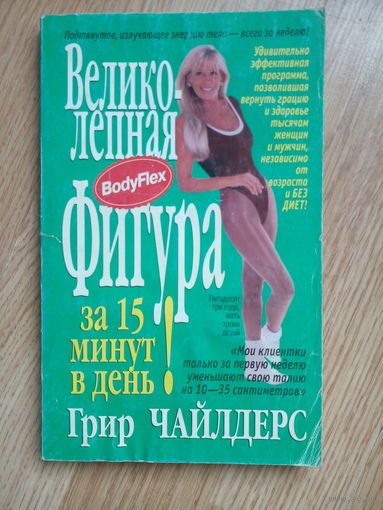 Подтянутое, излучающее энергию тело — всего за неделю!
Велико-
лепная
BodyFlex
Фигура
за 15
минут
в день!
Удивительно
эффективная
программа,
позволившая
вернуть грацию
и здоровье
тысячам
женщин
и мужчин,
независимо
от
возраста
и БЕЗ
ДИЕТ!
Пятьдесят
три года,
мать
троих
детей
«Мои клиентки
только за первую неделю
уменьшают свою талию
на 10—35 сантиметров»
Грир ЧАЙЛДЕРС